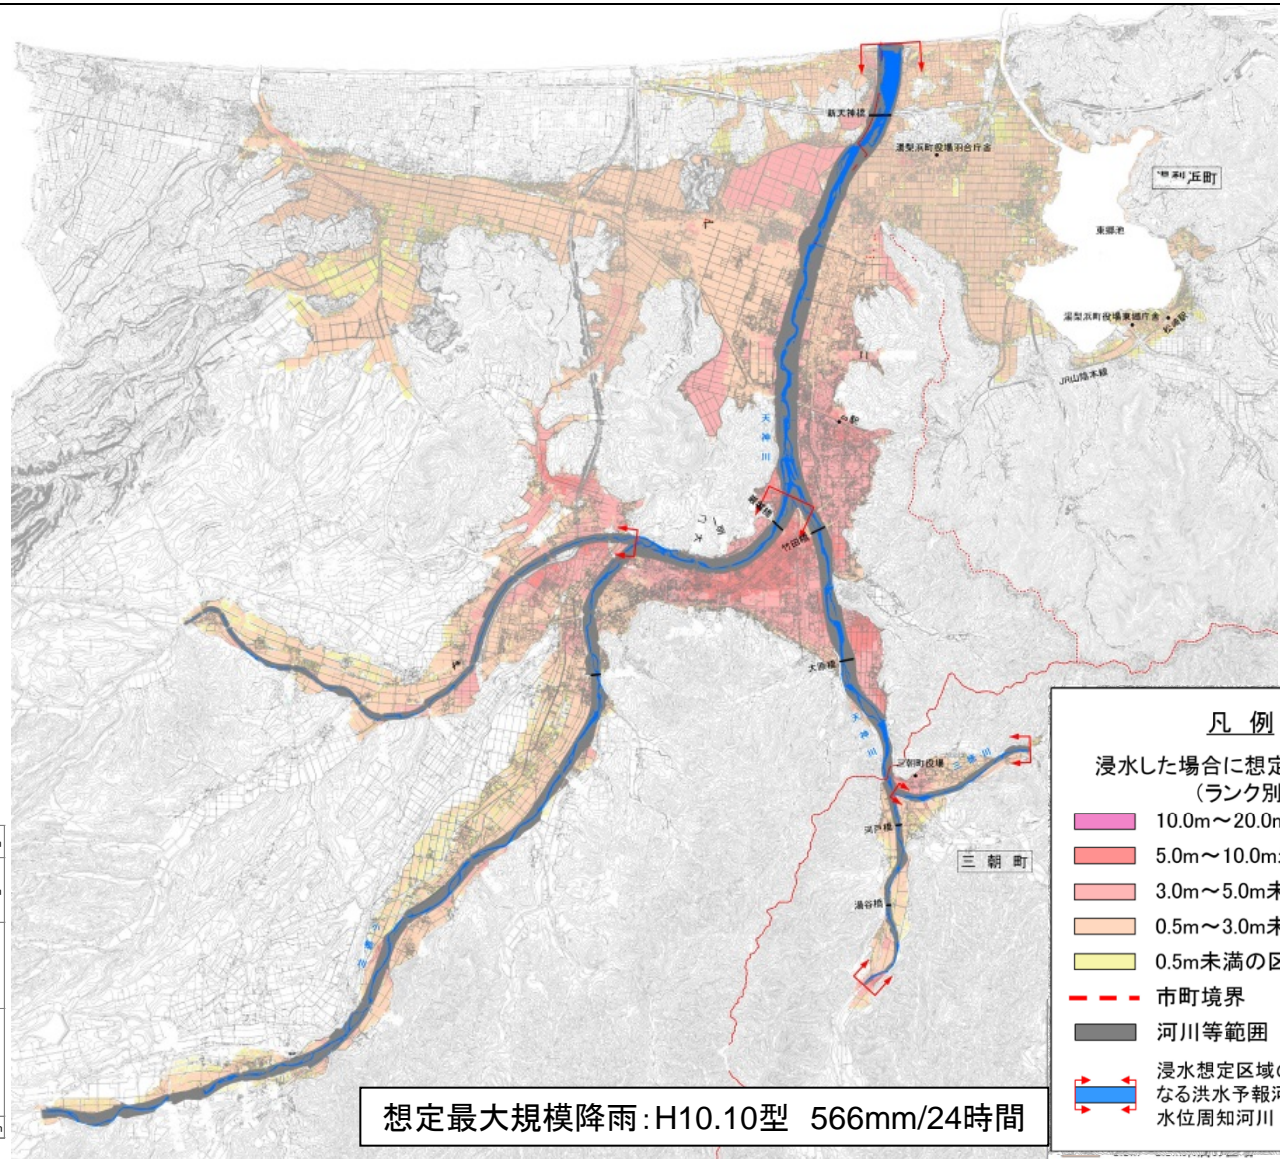 新天神橋
湯梨浜町役場羽合庁舎
東郷池
湯梨浜町役場東郷庁舎
松崎駅
JR山陰本線
天神川
竹田橋
大原橋
天神川
三朝町役場
三徳川
湯谷橋
三朝町
凡 例
浸水した場合に想定
(ランク別
10.0m～20.0m
5.0m～10.0m
3.0m～5.0m未
0.5m～3.0m未
0.5m未満の区
市町境界
河川等範囲
浸水想定区域の
なる洪水予報河
水位周知河川
想定最大規模降雨:H10.10型 566mm/24時間